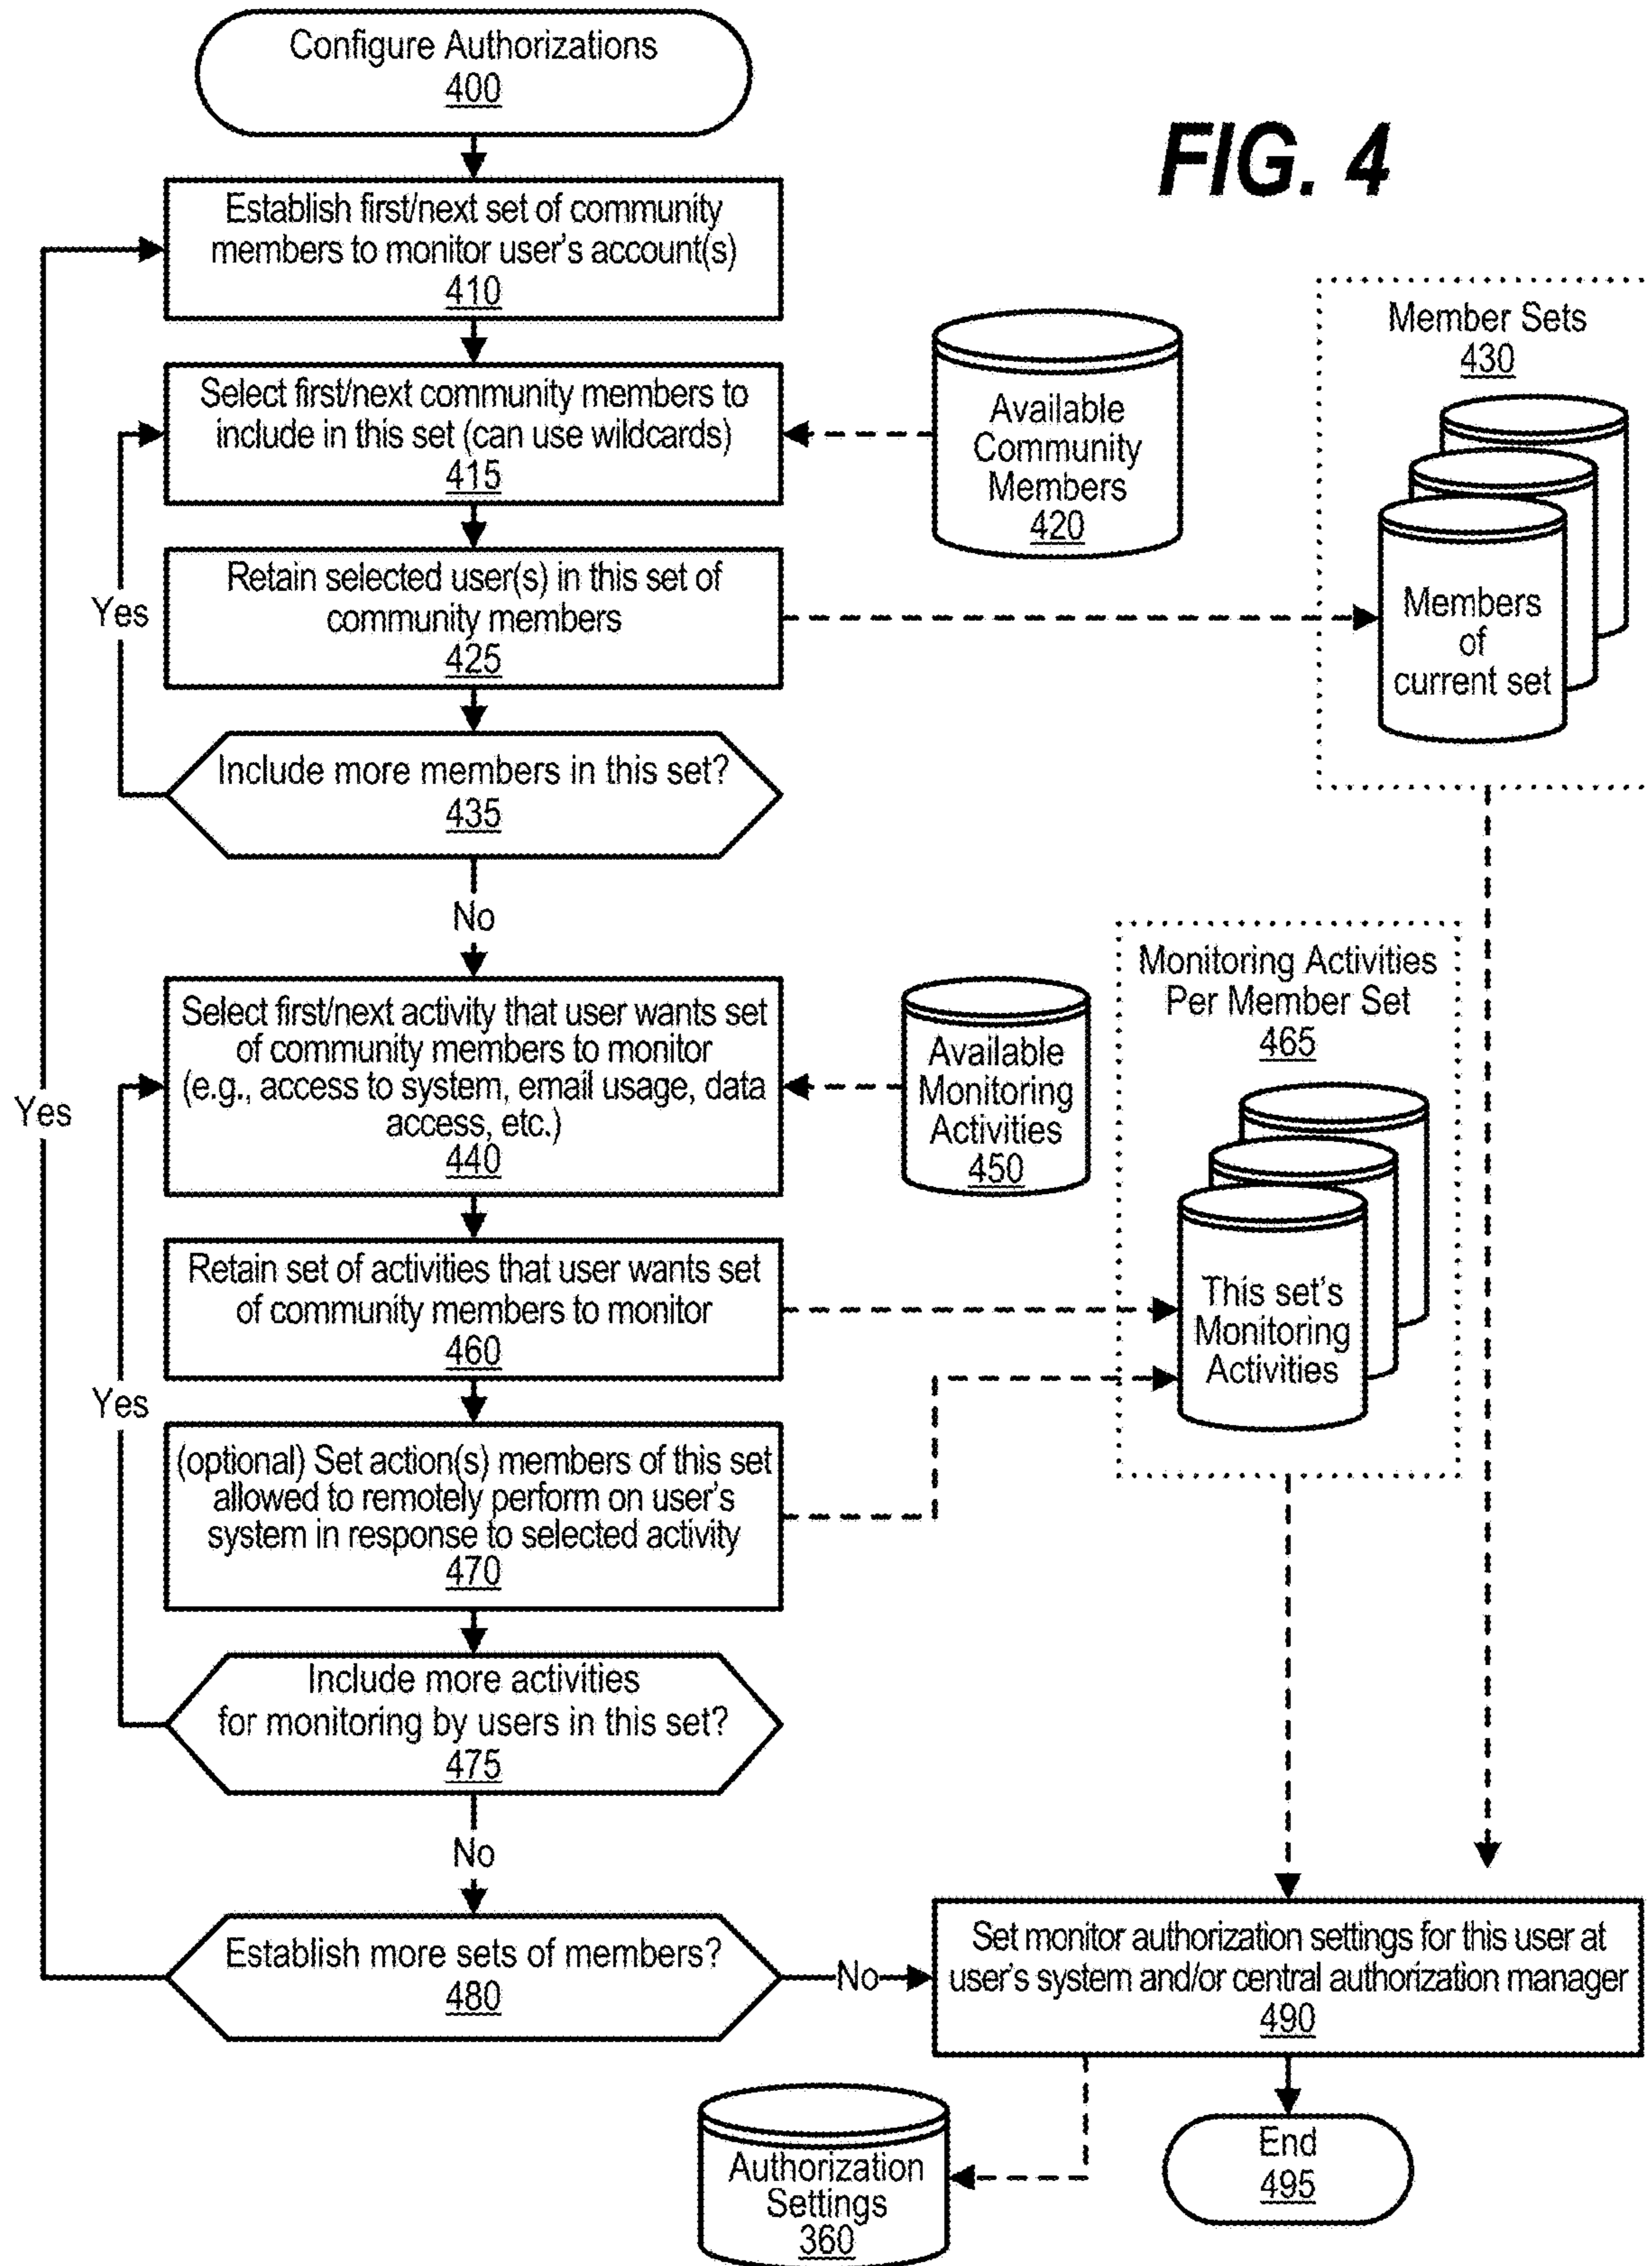 Configure Authorizations
400
FIG. 4
Establish first/next set of community
members to monitor user's account(s)
410
Select first/next community members to
include in this set (can use wildcards)
415
Available
Community
Members
420
Member Sets
430
Members
of
current set
Retain selected user(s) in this set of
community members
425
Yes
Include more members in this set?
435
No
Select first/next activity that user wants set
of community members to monitor
(e.g., access to system, email usage, data
access, etc.)
440
Available
Monitoring
Activities
450
Monitoring Activities
Per Member Set
465
This set's
Monitoring
Activities
Yes
Retain set of activities that user wants set
of community members to monitor
460
Yes
(optional) Set action(s) members of this set
allowed to remotely perform on user's
system in response to selected activity
470
Include more activities
for monitoring by users in this set?
475
No
Establish more sets of members?
480
No
Set monitor authorization settings for this user at
user's system and/or central authorization manager
490
Authorization
Settings
360
End
495